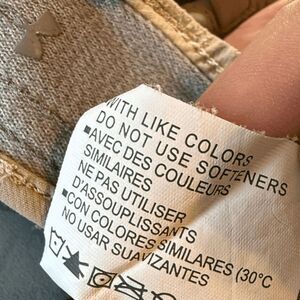 WITH LIKE COLORS
DO NOT USE SOFTENERS
▪AVEC DES COULEURS
SIMILAIRES
NE PAS UTILISER
D'ASSOUPLISSANTS
▪CON COLORES SIMILARES (30°C
NO USAR SUAVIZANTES